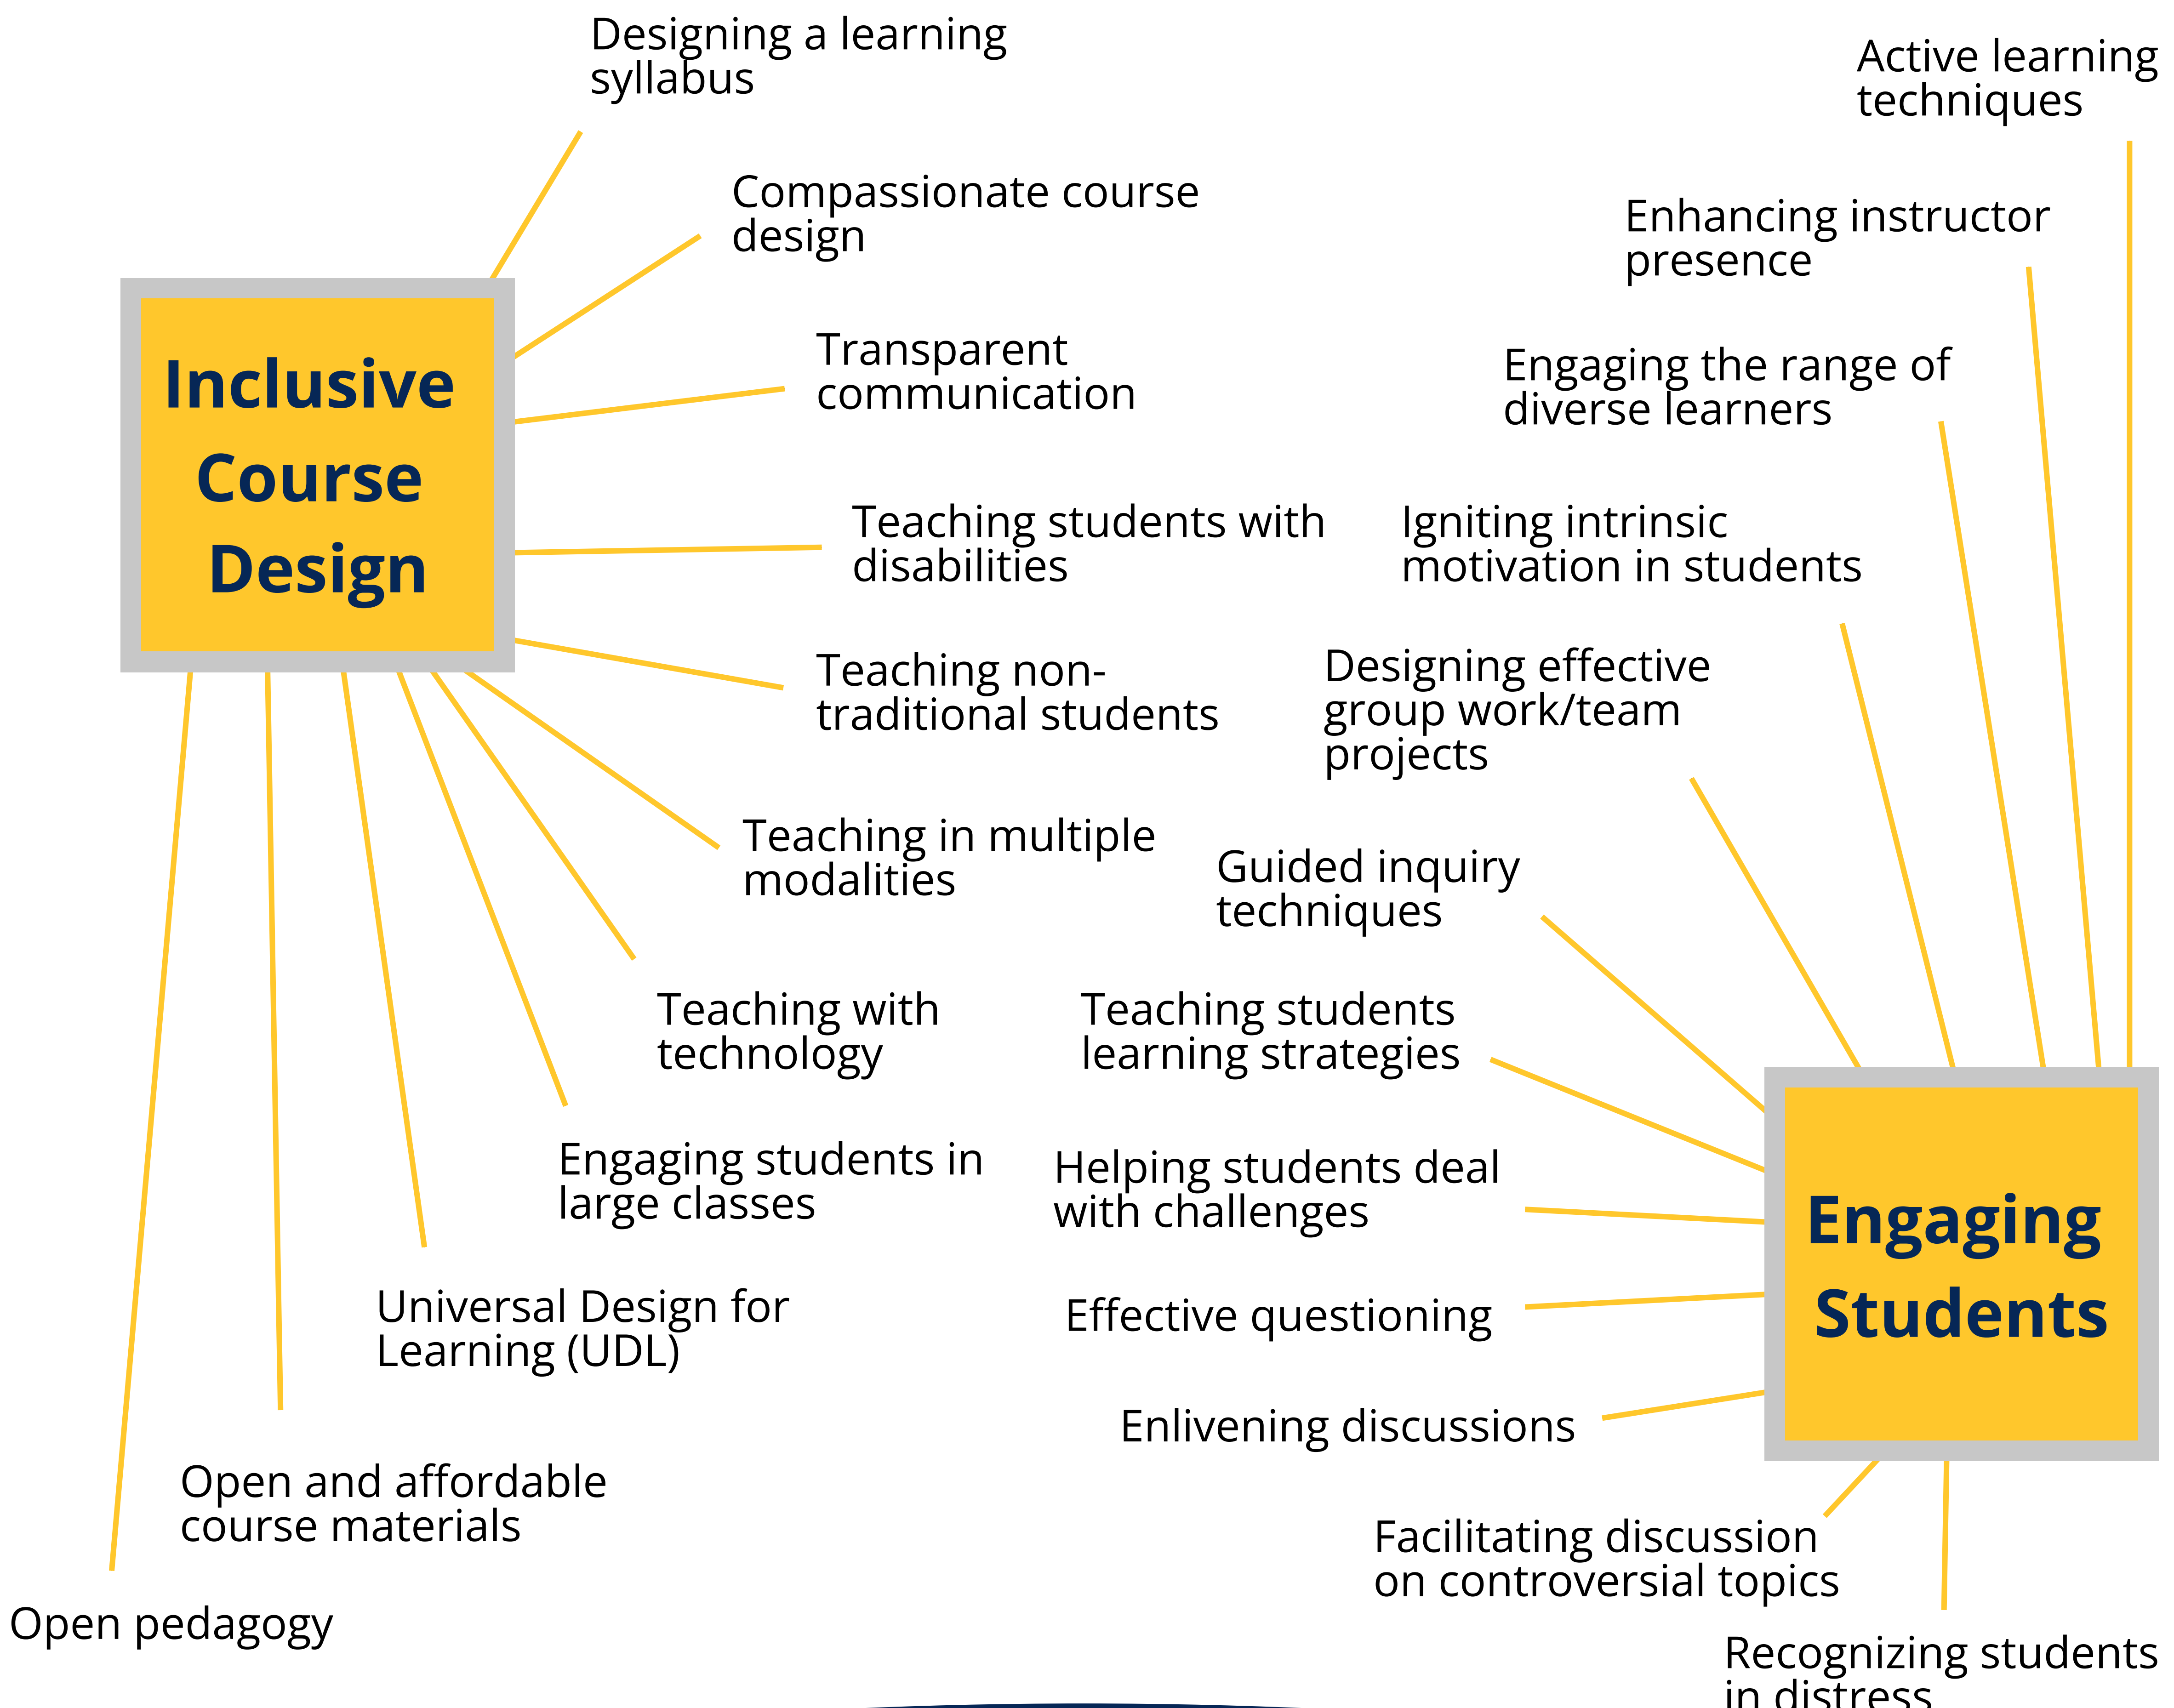 Designing a learning
syllabus
Compassionate course
design
Transparent
communication
Inclusive
Course
Design
Teaching students with
disabilities
Teaching non-
traditional students
Teaching in multiple
modalities
Teaching with
technology
Engaging students in
large classes
Universal Design for
Learning (UDL)
Open and affordable
course materials
Open pedagogy
Active learning
techniques
Enhancing instructor
presence
Engaging the range of
diverse learners
Igniting intrinsic
motivation in students
Designing effective
group work/team
projects
Guided inquiry
techniques
Teaching students
learning strategies
Helping students deal
with challenges
Engaging
Students
Effective questioning
Enlivening discussions
Facilitating discussion
on controversial topics
Recognizing students
in distress